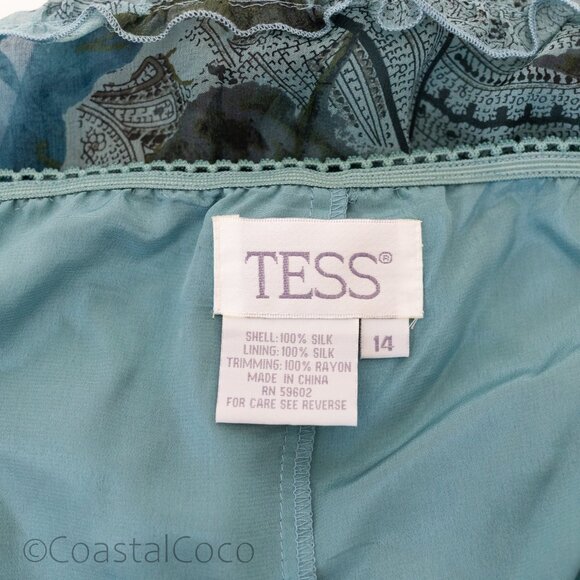 TESS®
SHELL: 100% SILK
LINING: 100% SILK
TRIMMING: 100% RAYON
MADE IN CHINA
RN 59602
FOR CARE SEE REVERSE
14
©CoastalCoco